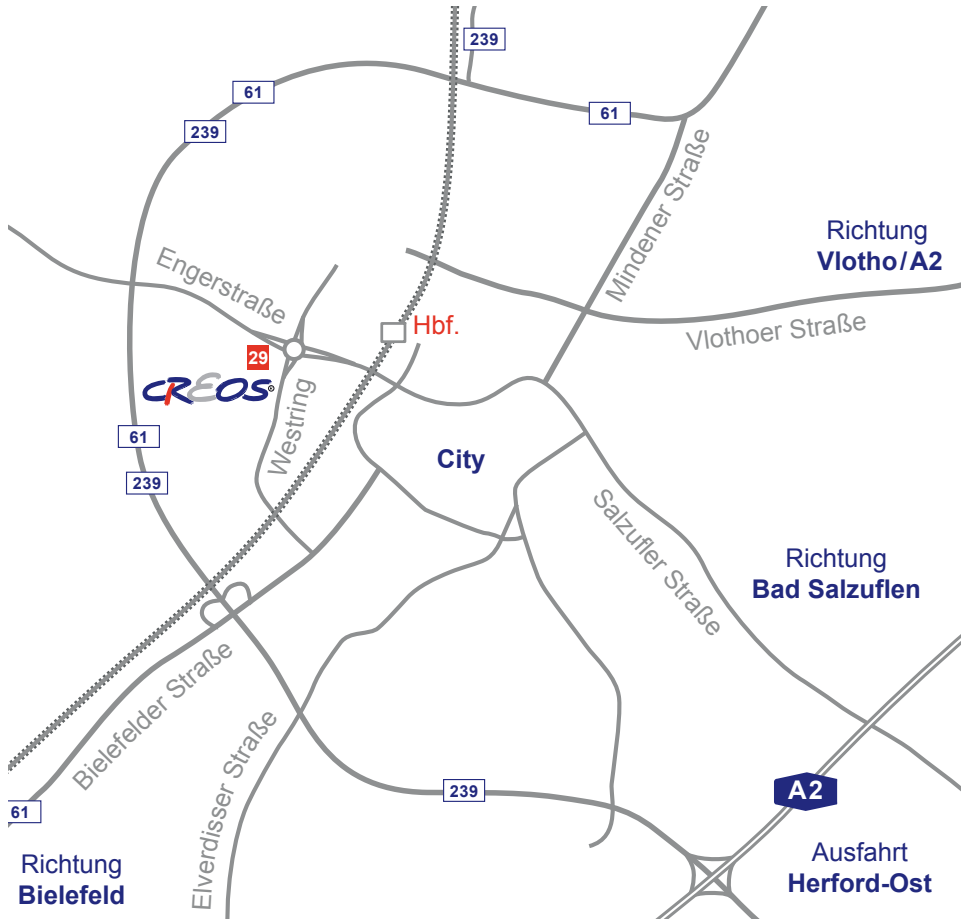 239
61
61
239
Mindener Straße
Richtung
Vlotho/A2
Engerstraße
Hbf.
Vlothoer Straße
29
CREOS®
Westring
61
City
239
Salzufler Straße
Richtung
Bad Salzuflen
Bielefelder Straße
Elverdisser Straße
239
A2
61
Richtung
Bielefeld
Ausfahrt
Herford-Ost